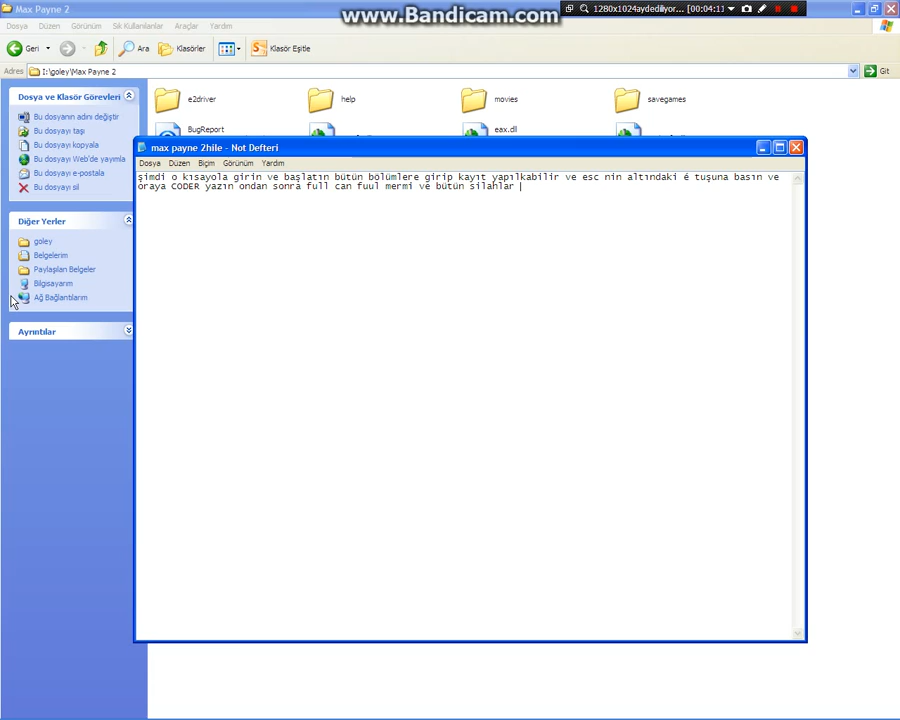 Max Payne 2
www.Bandicam.com
1280x1024aydediliyor... [00:04:11]
Dosya Düzen Görünüm Sık Kullanılanlar Araçlar Yardım
Geri Ara Klasörler Klasör Eşitle
Adres I:\goley\Max Payne 2 Git
Dosya ve Klasör Görevleri
Bu dosyanın adını değiştir
Bu dosyayı taşı
Bu dosyayı kopyala
Bu dosyayı Web'de yayımla
Bu dosyayı e-postala
Bu dosyayı sil
Diğer Yerler
goley
Belgelerim
Paylaşılan Belgeler
Bilgisayarım
Ağ Bağlantılarım
Ayrıntılar
e2driver help movies savegames
BugReport eax.dll
max payne 2hile - Not Defteri
Dosya Düzen Biçim Görünüm Yardım
şimdi o kısayola girin ve başlatın bütün bölümlere girip kayıt yapılkabilir ve esc nin altındaki é tuşuna basın ve
oraya CODER yazın ondan sonra full can fuul mermi ve bütün silahlar